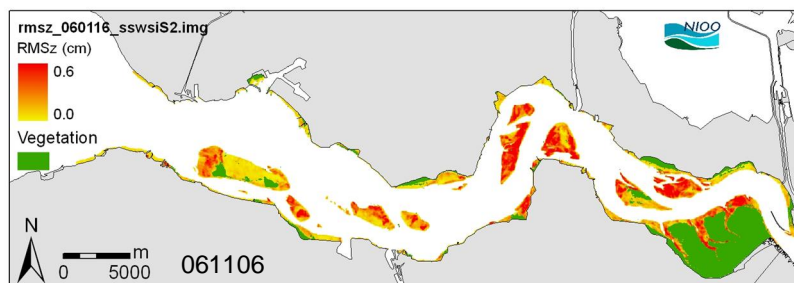 rmsz_060116_sswsiS2.img
RMSz (cm)
0.6
0.0
Vegetation
NIOO
N
m
0 5000
061106